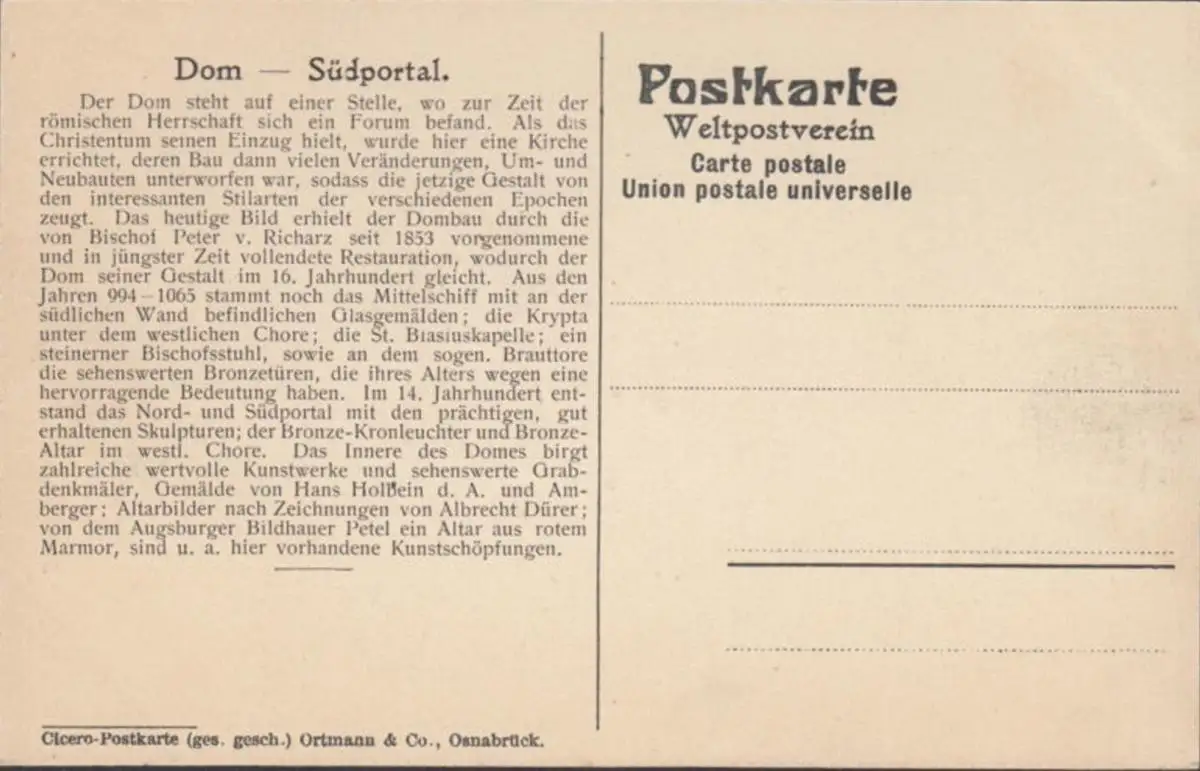 Dom — Südportal.
Der Dom steht auf einer Stelle, wo zur Zeit der
römischen Herrschaft sich ein Forum befand. Als das
Christentum seinen Einzug hielt, wurde hier eine Kirche
errichtet, deren Bau dann vielen Veränderungen, Um- und
Neubauten unterworfen war, sodass die jetzige Gestalt von
den interessanten Stilarten der verschiedenen Epochen
zeugt. Das heutige Bild erhielt der Dombau durch die
von Bischof Peter v. Richarz seit 1853 vorgenommene
und in jüngster Zeit vollendete Restauration, wodurch der
Dom seiner Gestalt im 16. Jahrhundert gleicht. Aus den
Jahren 994–1065 stammt noch das Mittelschiff mit an der
südlichen Wand befindlichen Glasgemälden; die Krypta
unter dem westlichen Chore; die St. Blasiuskapelle; ein
steinerner Bischofsstuhl, sowie an dem sogen. Brauttore
die sehenswerten Bronzetüren, die ihres Alters wegen eine
hervorragende Bedeutung haben. Im 14. Jahrhundert ent-
stand das Nord- und Südportal mit den prächtigen, gut
erhaltenen Skulpturen; der Bronze-Kronleuchter und Bronze-
Altar im westl. Chore. Das Innere des Domes birgt
zahlreiche wertvolle Kunstwerke und sehenswerte Grab-
denkmäler, Gemälde von Hans Holbein d. A. und Am-
berger; Altarbilder nach Zeichnungen von Albrecht Dürer;
von dem Augsburger Bildhauer Petel ein Altar aus rotem
Marmor, sind u. a. hier vorhandene Kunstschöpfungen.
Cicero-Postkarte (ges. gesch.) Ortmann & Co., Osnabrück.
Postkarte
Weltpostverein
Carte postale
Union postale universelle